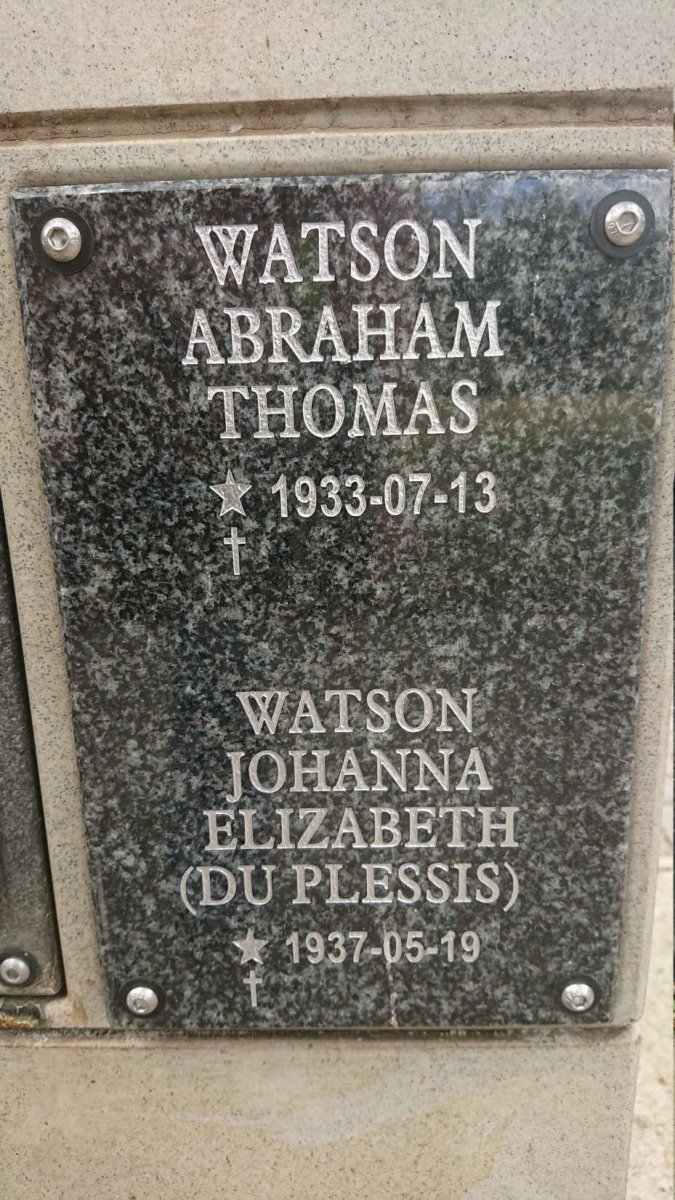 WATSON
ABRAHAM
THOMAS
★ 1933-07-13
✝
WATSON
JOHANNA
ELIZABETH
(DU PLESSIS)
★ 1937-05-19
✝